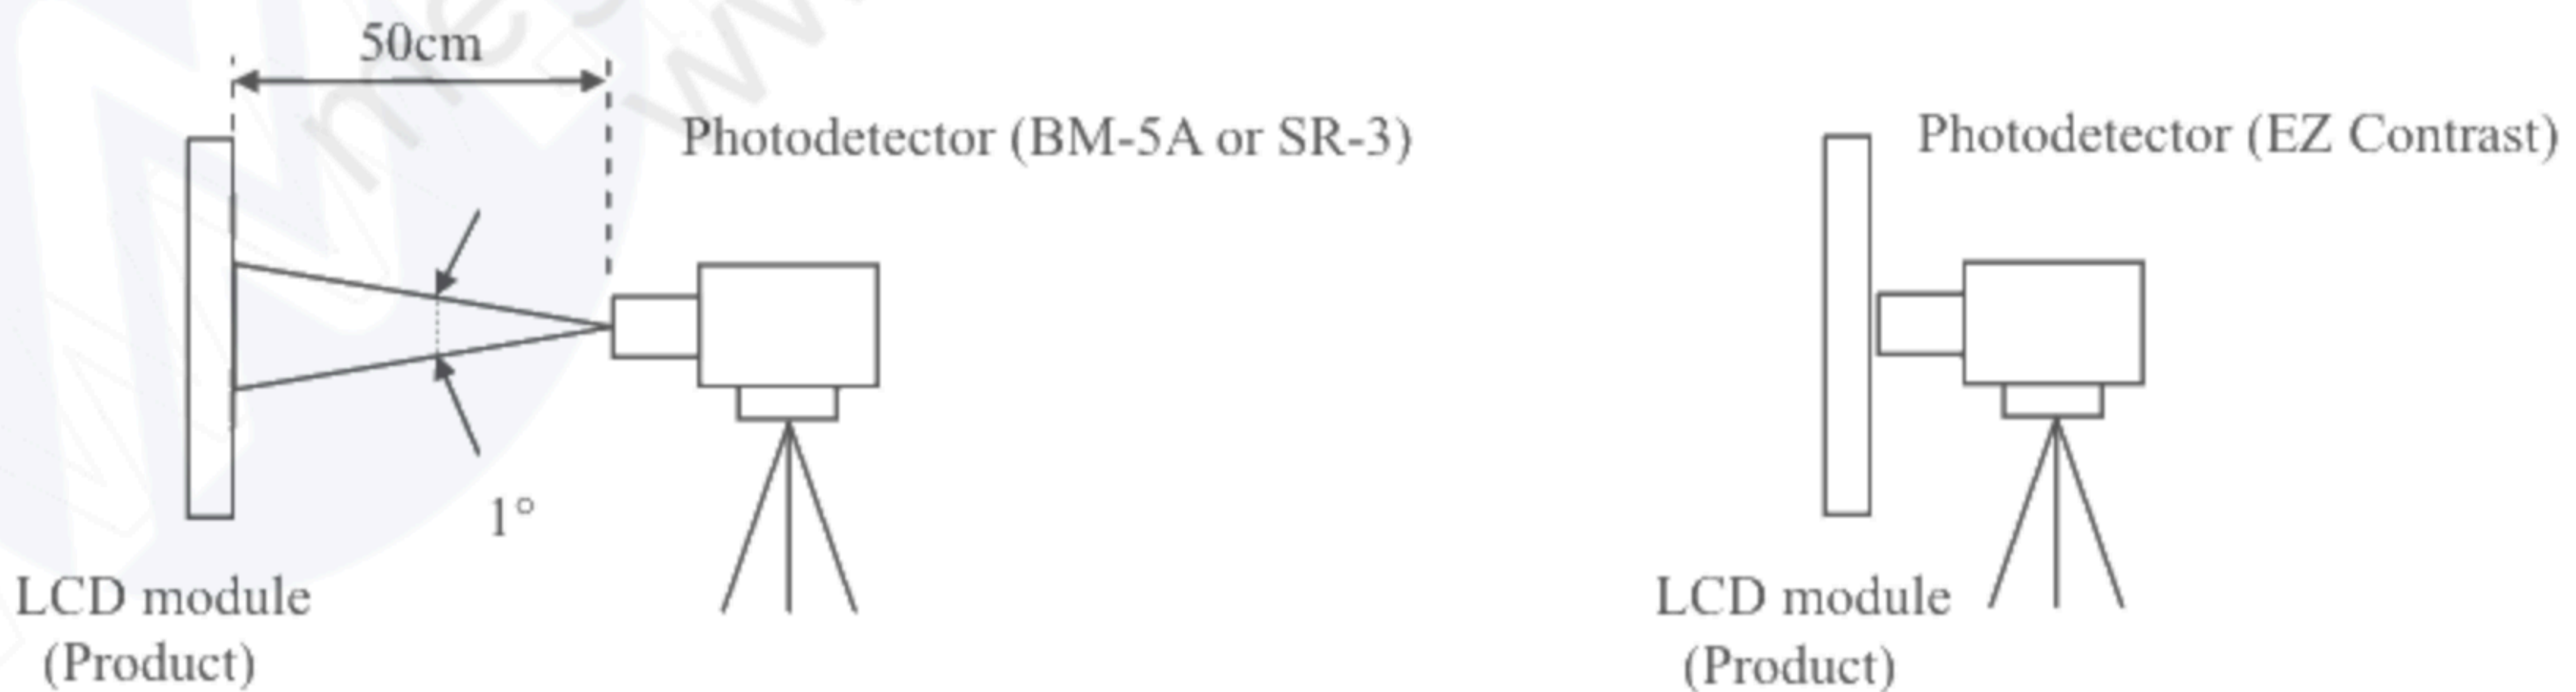 50cm
Photodetector (BM-5A or SR-3)
1°
LCD module
(Product)
Photodetector (EZ Contrast)
LCD module
(Product)